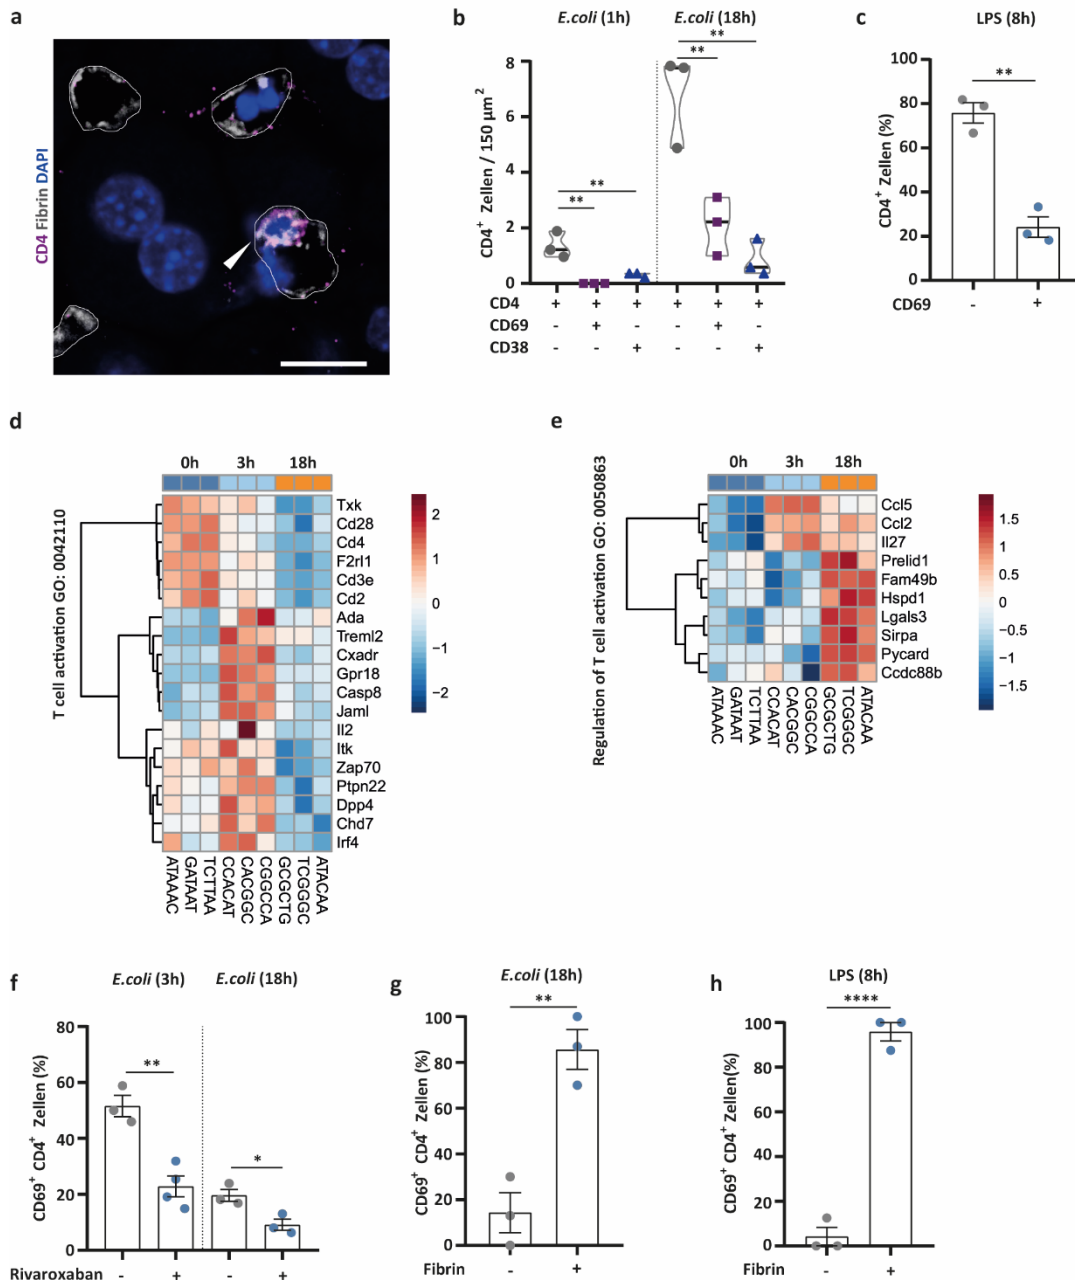 a
CD4 Fibrin DAPI
b
E.coli (1h) E.coli (18h)
** **
** **
CD4+ Zellen / 150 µm2
8
6
4
2
0
CD4 + + + + + +
CD69 - + - - + -
CD38 - - + - - +
c
LPS (8h)
**
CD4+ Zellen (%)
100
80
60
40
20
0
CD69 - +
d
T cell activation GO: 0042110
0h 3h 18h
Txk
Cd28
Cd4
F2rl1
Cd3e
Cd2
Ada
Treml2
Cxadr
Gpr18
Casp8
Jaml
Il2
Itk
Zap70
Ptpn22
Dpp4
Chd7
Irf4
ATAAAC
GATAAT
TCTTAA
CCACAT
CACGGC
CGGCCA
GCGCTG
TCGGGC
ATACAA
2
1
0
−1
−2
e
Regulation of T cell activation GO: 0050863
0h 3h 18h
Ccl5
Ccl2
Il27
Prelid1
Fam49b
Hspd1
Lgals3
Sirpa
Pycard
Ccdc88b
ATAAAC
GATAAT
TCTTAA
CCACAT
CACGGC
CGGCCA
GCGCTG
TCGGGC
ATACAA
1.5
1
0.5
0
−0.5
−1
−1.5
f
E.coli (3h) E.coli (18h)
** *
CD69+ CD4+ Zellen (%)
80
60
40
20
0
Rivaroxaban - + - +
g
E.coli (18h)
**
CD69+ CD4+ Zellen (%)
100
80
60
40
20
0
Fibrin - +
h
LPS (8h)
****
CD69+ CD4+ Zellen(%)
100
80
60
40
20
0
Fibrin - +